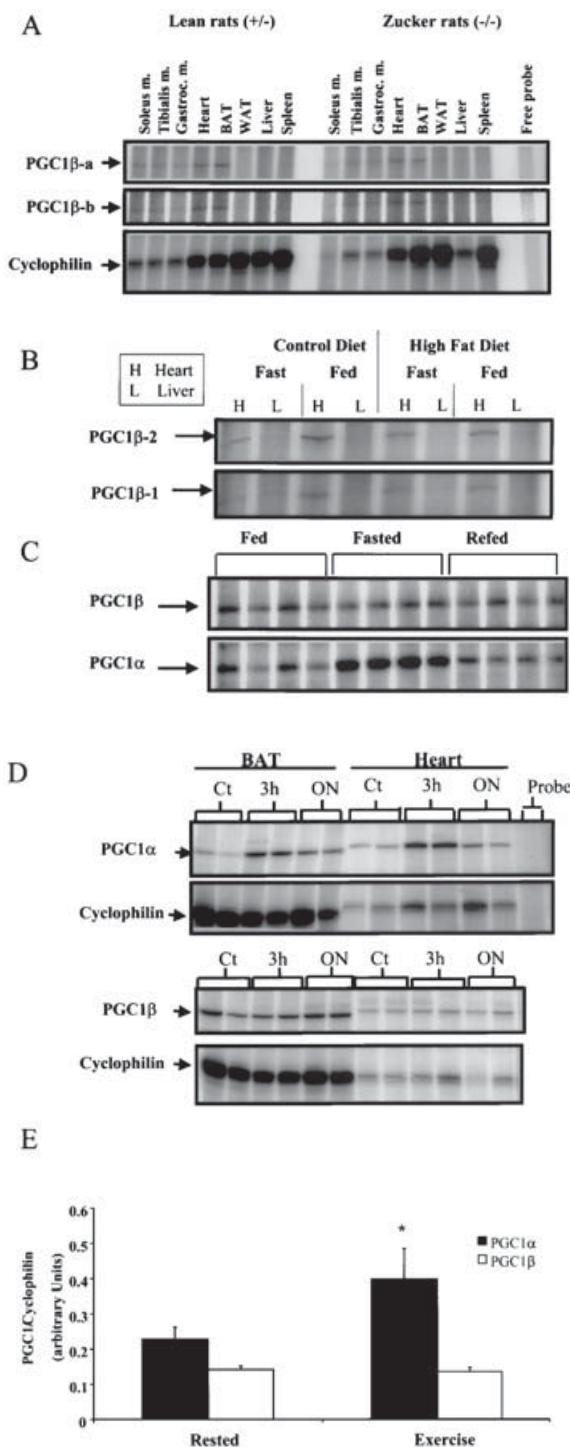 A
Lean rats (+/-) Zucker rats (-/-)
Soleus m. Tibialis m. Gastroc. m. Heart BAT WAT Liver Spleen Soleus m. Tibialis m. Gastroc. m. Heart BAT WAT Liver Spleen Free probe
PGC1β-a
PGC1β-b
Cyclophilin
B
H Heart
L Liver
Control Diet High Fat Diet
Fast Fed Fast Fed
H L H L H L H L
PGC1β-2
PGC1β-1
C
Fed Fasted Refed
PGC1β
PGC1α
D
BAT Heart
Ct 3h ON Ct 3h ON Probe
PGC1α
Cyclophilin
Ct 3h ON Ct 3h ON
PGC1β
Cyclophilin
E
PGC1/Cyclophilin
(arbitrary Units)
0.6
0.5
0.4
0.3
0.2
0.1
0
*
PGC1α
PGC1β
Rested Exercise